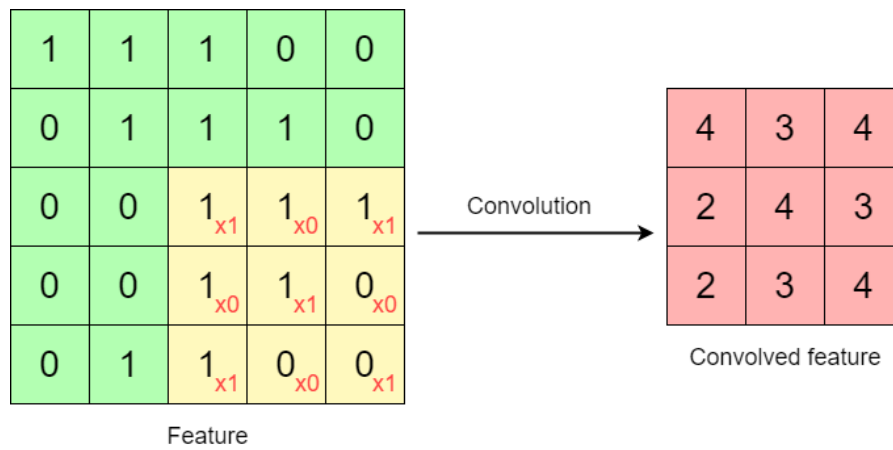 1 1 1 0 0
0 1 1 1 0 4 3 4
0 0 1x1 1x0 1x1 Convolution 2 4 3
0 0 1x0 1x1 0x0 2 3 4
0 1 1x1 0x0 0x1 Convolved feature
Feature